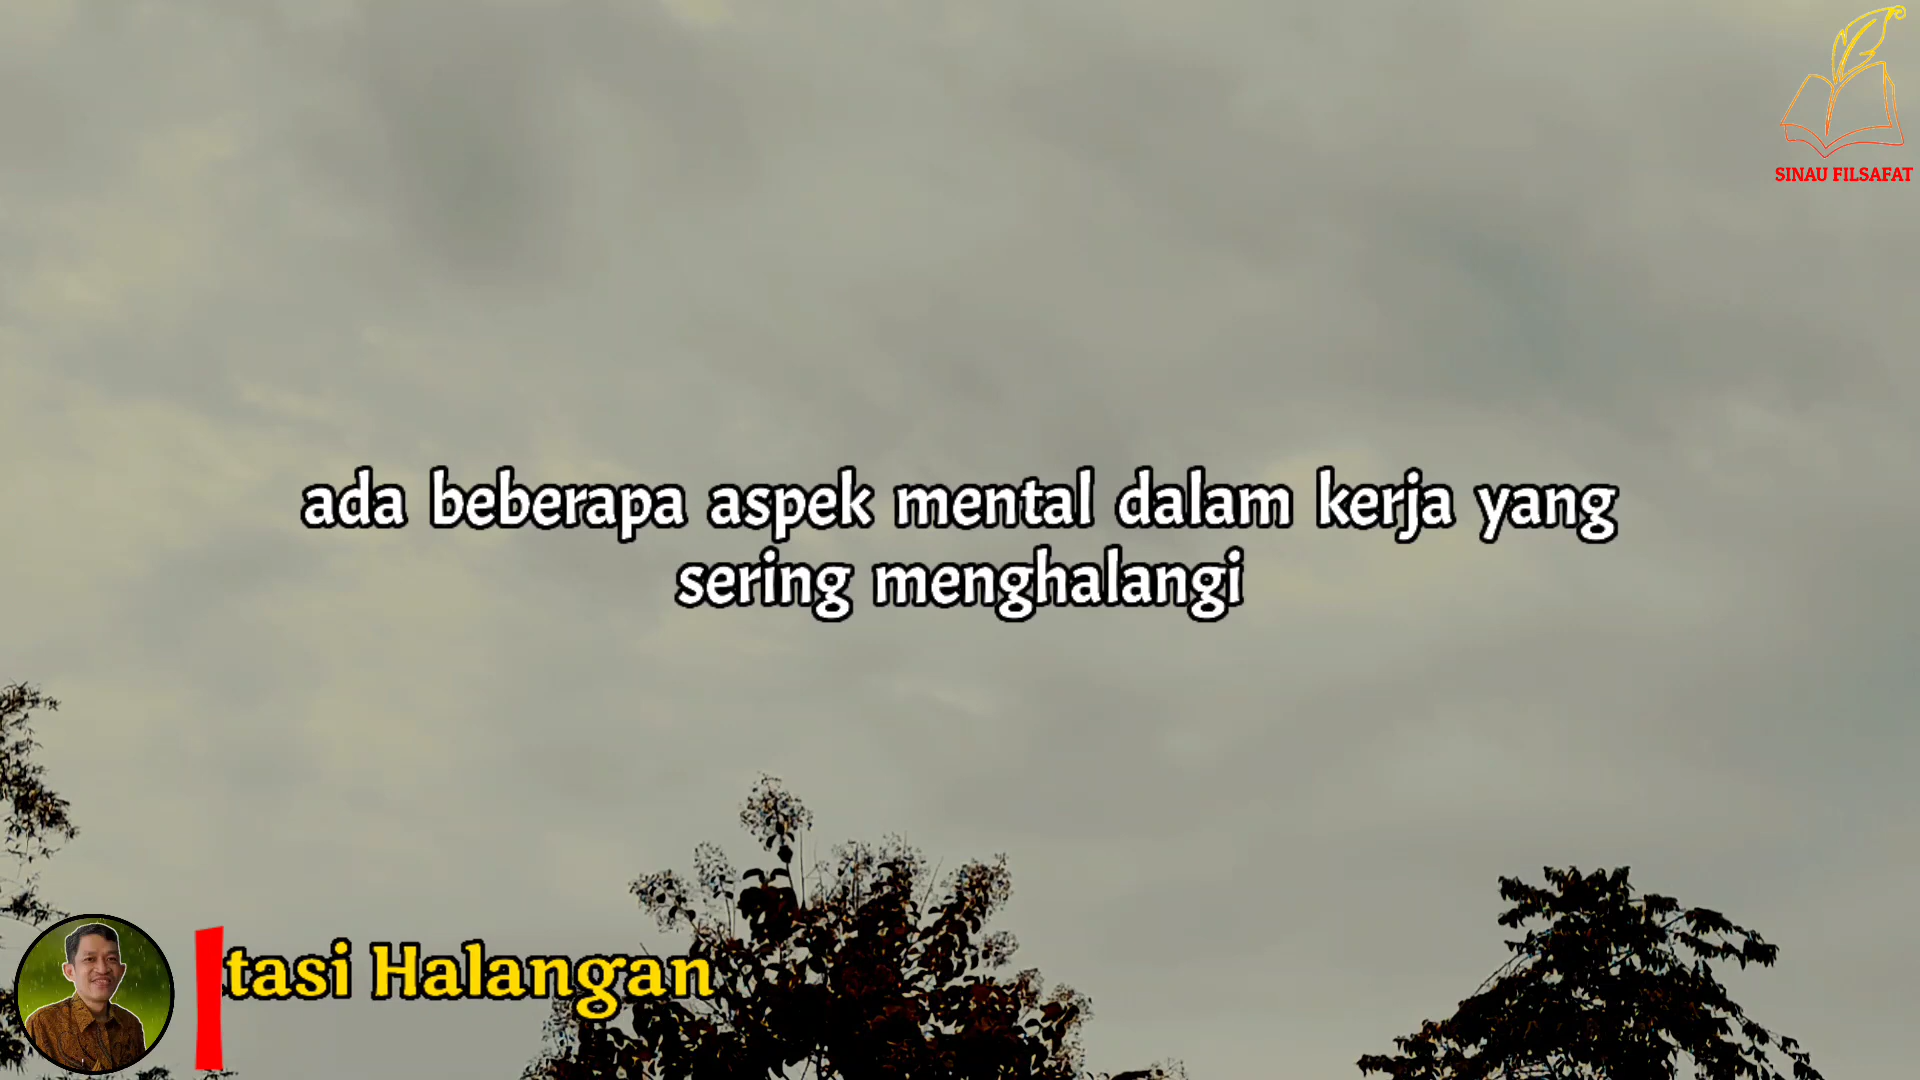 SINAU FILSAFAT
ada beberapa aspek mental dalam kerja yang
sering menghalangi
tasi Halangan